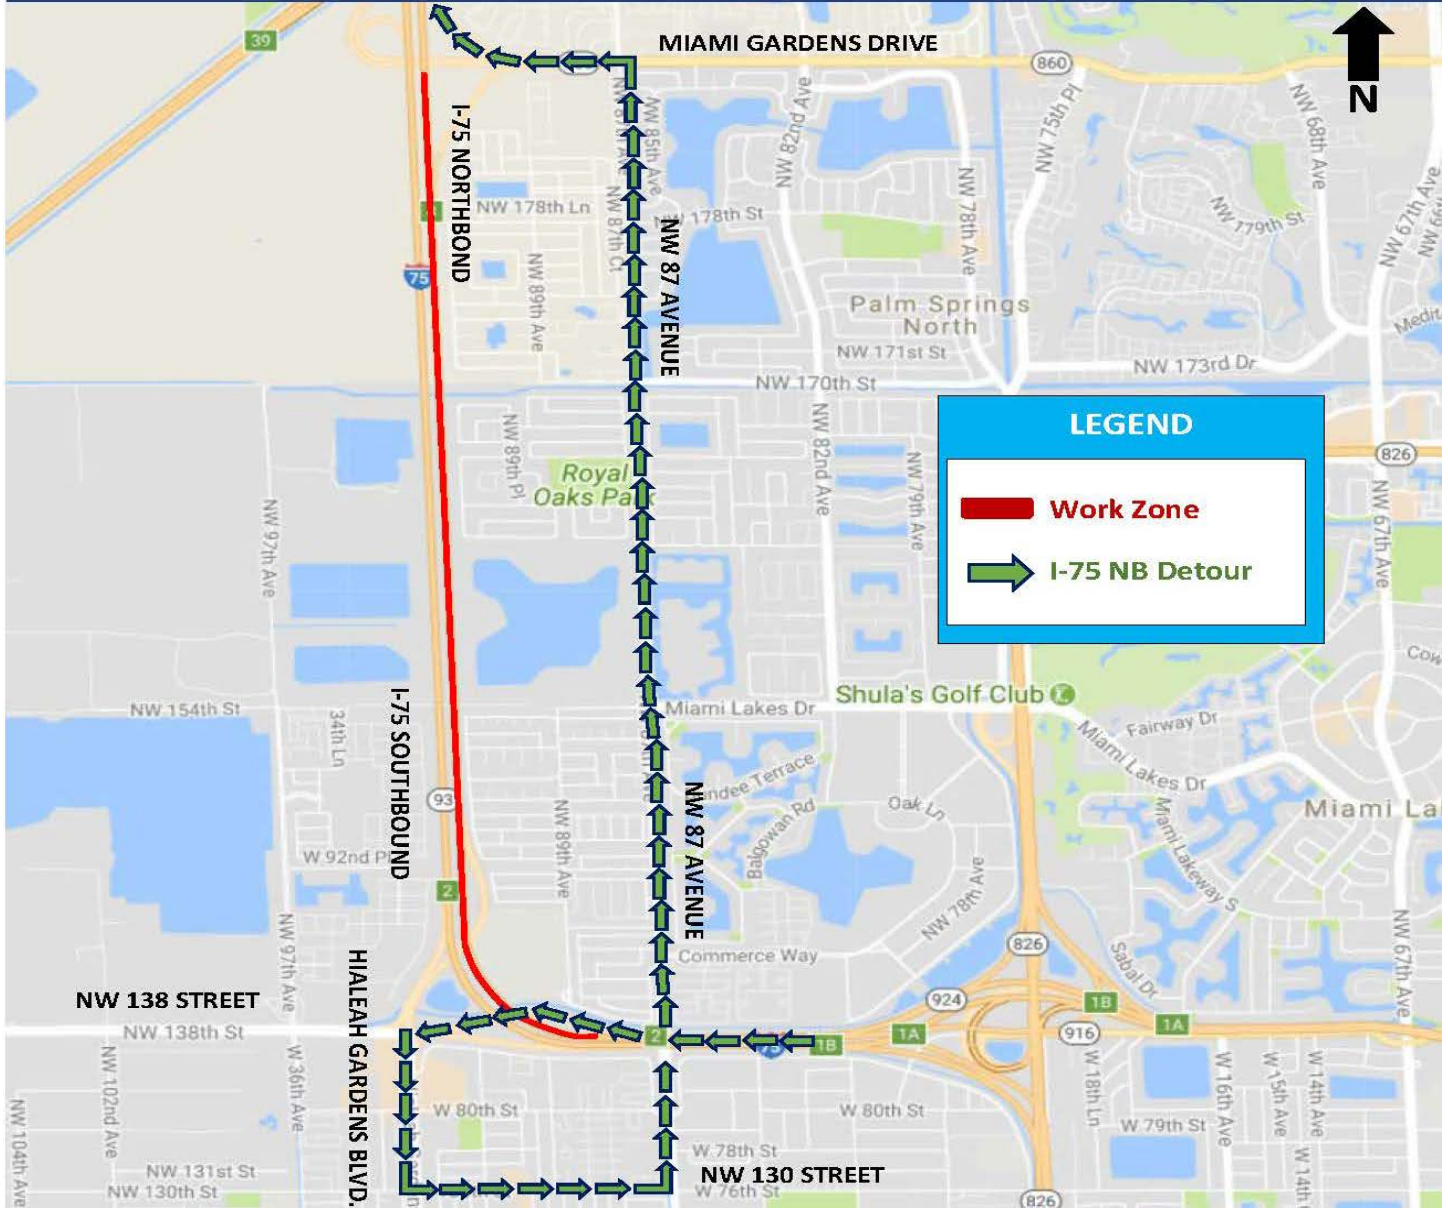 39
MIAMI GARDENS DRIVE
860
N
I-75 NORTHBOND
NW 85th Ave
NW 82nd Ave
NW 75th Pl
NW 68th Ave
NW 67th Ave
NW 178th Ln
NW 87th Ct
178th St
NW 78th Ave
NW 179th St
75
NW 89th Ave
NW 87 AVENUE
Palm Springs
North
NW 171st St
NW 173rd Dr
NW 170th St
LEGEND
Work Zone
I-75 NB Detour
826
NW 89th Pl
Royal
Oaks Park
NW 82nd Ave
NW 79th Ave
NW 67th Ave
NW 97th Ave
NW 154th St
34th Ln
I-75 SOUTHBOUND
Miami Lakes Dr
Shula's Golf Club
Fairway Dr
Miami Lakes Dr
93
NW 87 AVENUE
Oak Ln
Balgowan Rd
Miami Lakeway S
Miami La
W 92nd Pl
NW 89th Ave
2
NW 78th Ave
NW 97th Ave
HIALEAH GARDENS BLVD.
Commerce Way
826
Sabal Dr
NW 67th Ave
NW 138 STREET
NW 138th St
924
1B
2
75
1B
1A
916
1A
NW 102nd Ave
W 36th Ave
W 80th St
W 80th St
W 18th Ln
W 79th St
W 16th Ave
W 15th Ave
W 14th Ave
NW 104th Ave
NW 131st St
NW 130th St
W 78th St
NW 130 STREET
W 76th St
826